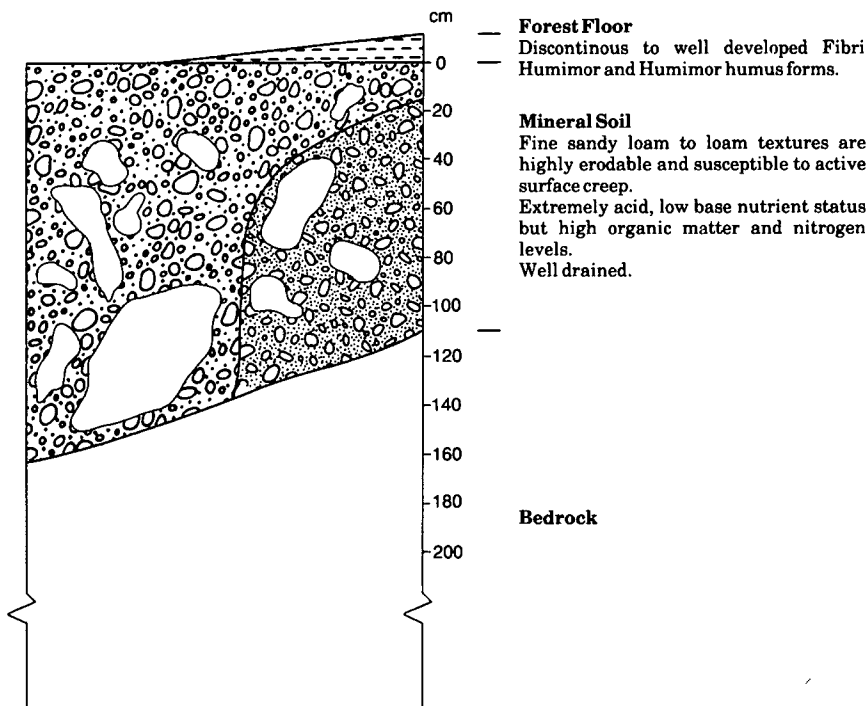 cm
0
20
40
60
80
100
120
140
160
180
200
Forest Floor
Discontinous to well developed Fibri
Humimor and Humimor humus forms.
Mineral Soil
Fine sandy loam to loam textures are
highly erodable and susceptible to active
surface creep.
Extremely acid, low base nutrient status
but high organic matter and nitrogen
levels.
Well drained.
Bedrock